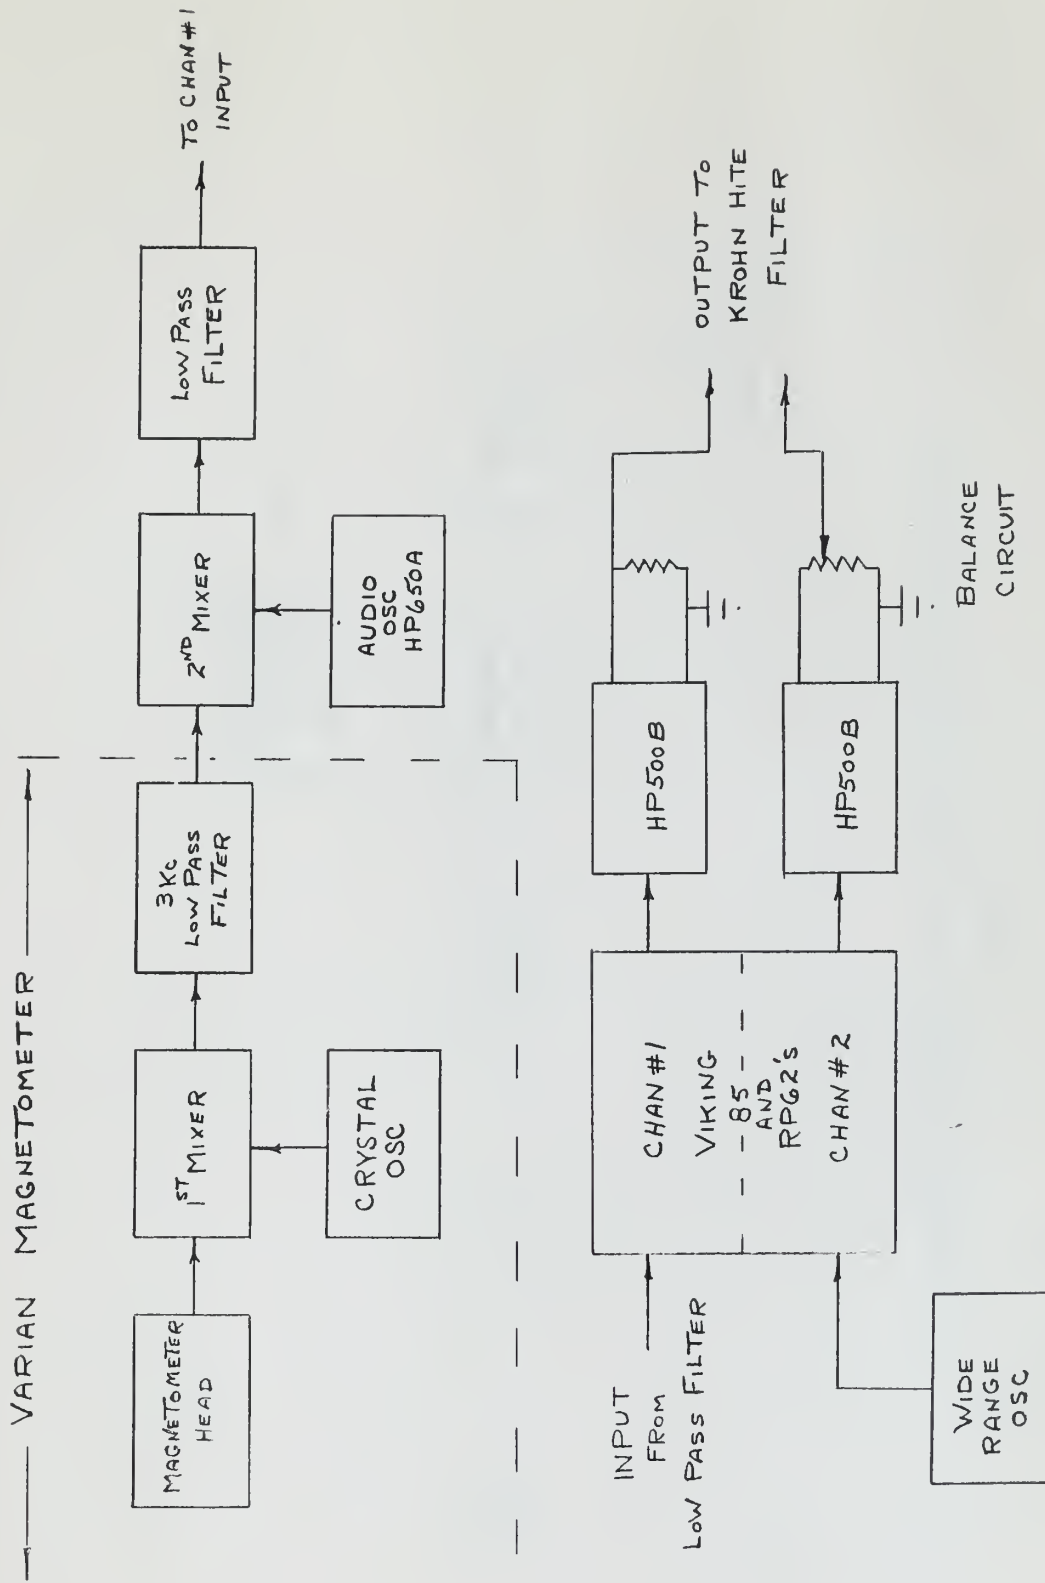 VARIAN MAGNETOMETER
MAGNETOMETER
HEAD
1ST MIXER
CRYSTAL
OSC
3KC
LOW PASS
FILTER
2ND MIXER
AUDIO
OSC
HP650A
LOW PASS
FILTER
TO CHAN #1
INPUT
INPUT
FROM
LOW PASS FILTER
WIDE
RANGE
OSC
CHAN #1
VIKING
85
AND
RP62's
CHAN #2
HP500B
HP500B
OUTPUT TO
KROHN HITE
FILTER
BALANCE
CIRCUIT